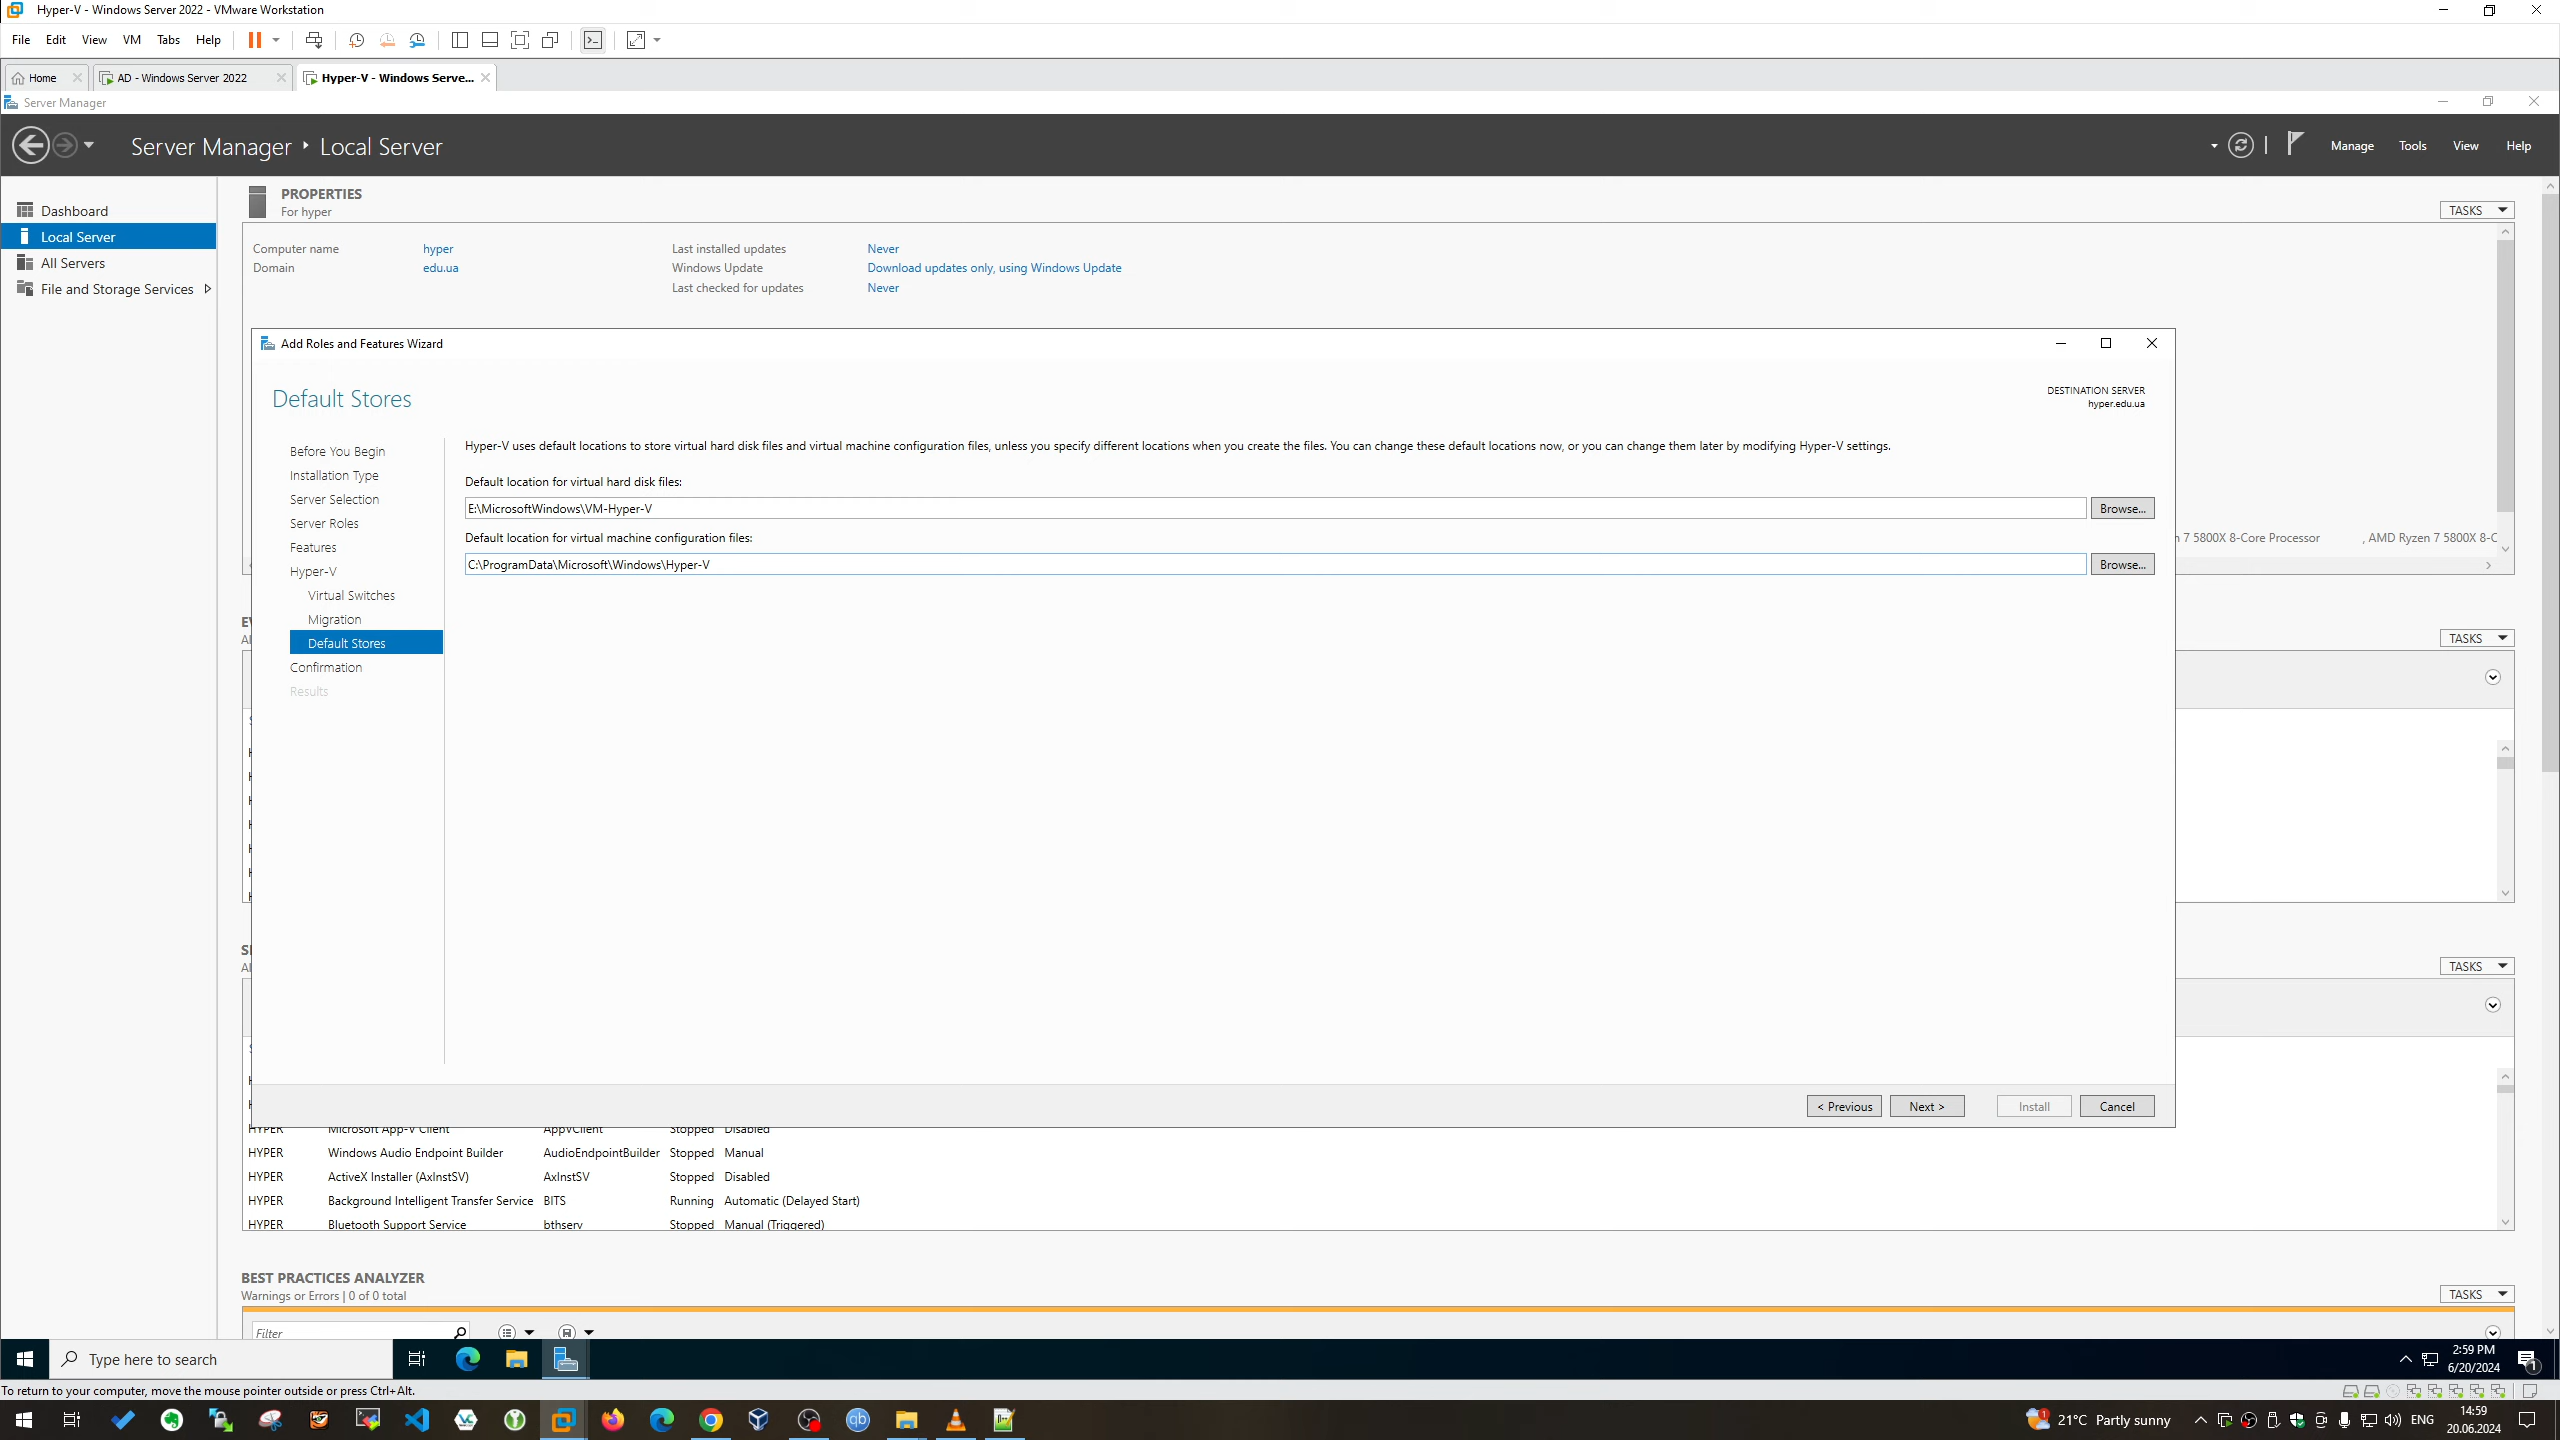 Hyper-V - Windows Server 2022 - VMware Workstation
File Edit View VM Tabs Help
Home
AD - Windows Server 2022
Hyper-V - Windows Serve...
Server Manager
Server Manager • Local Server
Manage Tools View Help
Dashboard
Local Server
All Servers
File and Storage Services
PROPERTIES
For hyper
TASKS
Computer name hyper
Domain edu.ua
Last installed updates Never
Windows Update Download updates only, using Windows Update
Last checked for updates Never
Add Roles and Features Wizard
Default Stores
DESTINATION SERVER
hyper.edu.ua
Before You Begin
Installation Type
Server Selection
Server Roles
Features
Hyper-V
Virtual Switches
Migration
Default Stores
Confirmation
Results
Hyper-V uses default locations to store virtual hard disk files and virtual machine configuration files, unless you specify different locations when you create the files. You can change these default locations now, or you can change them later by modifying Hyper-V settings.
Default location for virtual hard disk files:
E:\MicrosoftWindows\VM-Hyper-V
Browse...
Default location for virtual machine configuration files:
C:\ProgramData\Microsoft\Windows\Hyper-V
Browse...
7 5800X 8-Core Processor , AMD Ryzen 7 5800X 8-C
TASKS
TASKS
< Previous
Next >
Install
Cancel
HYPER Microsoft App-V Client AppVClient Stopped Disabled
HYPER Windows Audio Endpoint Builder AudioEndpointBuilder Stopped Manual
HYPER ActiveX Installer (AxInstSV) AxInstSV Stopped Disabled
HYPER Background Intelligent Transfer Service BITS Running Automatic (Delayed Start)
HYPER Bluetooth Support Service bthserv Stopped Manual (Triggered)
BEST PRACTICES ANALYZER
Warnings or Errors | 0 of 0 total
TASKS
Filter
Type here to search
2:59 PM
6/20/2024
1
To return to your computer, move the mouse pointer outside or press Ctrl+Alt.
21°C Partly sunny
ENG
14:59
20.06.2024